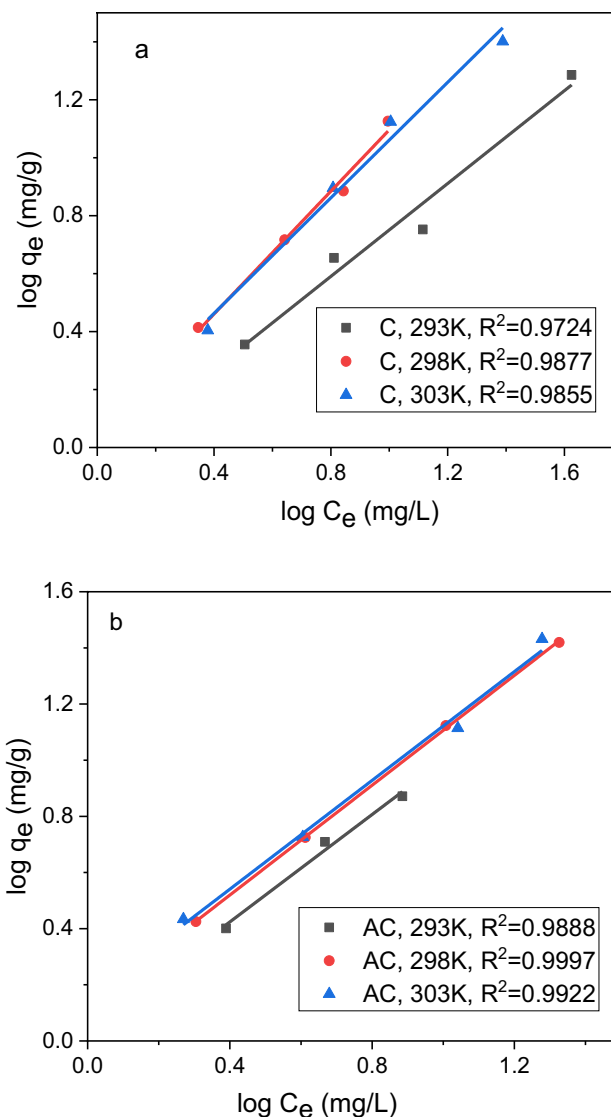 a
1.2
0.8
0.4
0.0
log qe (mg/g)
C, 293K, R²=0.9724
C, 298K, R²=0.9877
C, 303K, R²=0.9855
0.0 0.4 0.8 1.2 1.6
log Ce (mg/L)
b
1.6
1.2
0.8
0.4
0.0
log qe (mg/g)
AC, 293K, R²=0.9888
AC, 298K, R²=0.9997
AC, 303K, R²=0.9922
0.0 0.4 0.8 1.2
log Ce (mg/L)